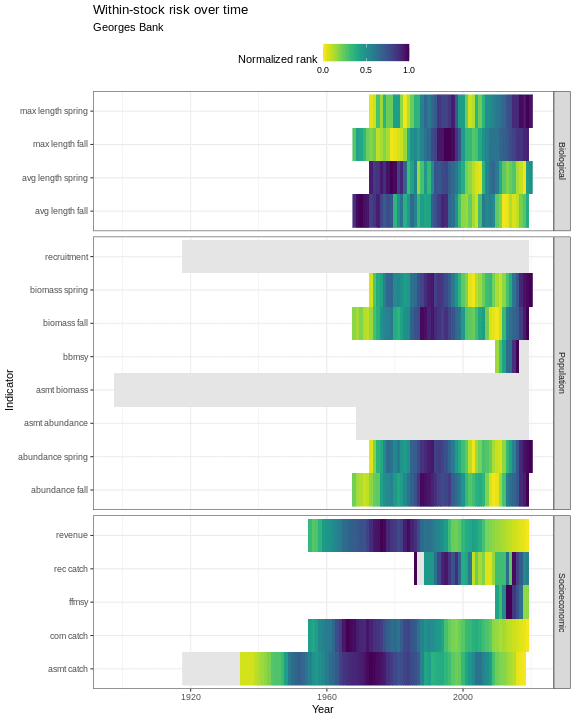 Within-stock risk over time
Georges Bank
Normalized rank
0.0 0.5 1.0
max length spring
max length fall
avg length spring
avg length fall
Biological
recruitment
biomass spring
biomass fall
bbmsy
asmt biomass
asmt abundance
abundance spring
abundance fall
Population
revenue
rec catch
ffmsy
com catch
asmt catch
Socioeconomic
Indicator
1920 1960 2000
Year